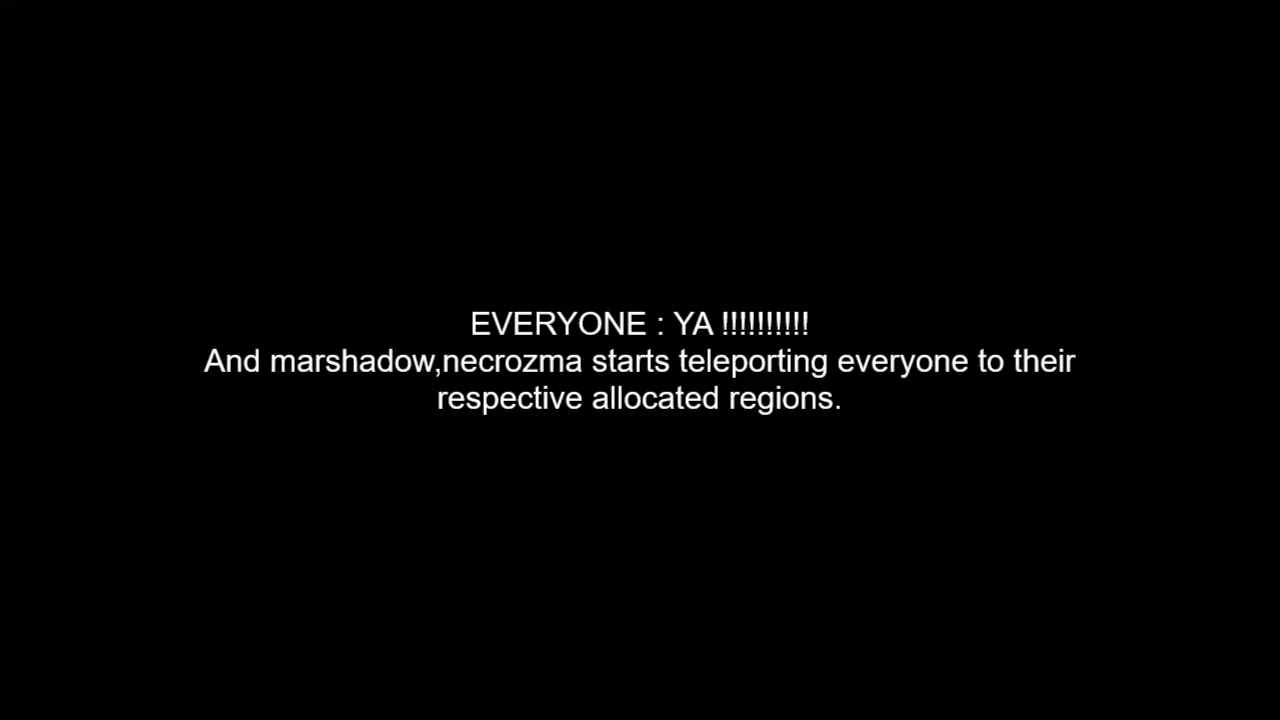 EVERYONE : YA !!!!!!!!!!
And marshadow,necrozma starts teleporting everyone to their
respective allocated regions.